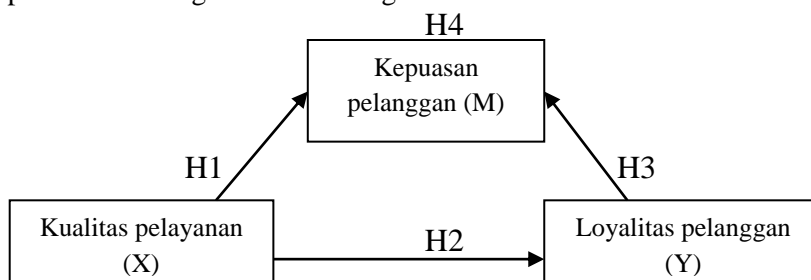 H4
Kepuasan
pelanggan (M)
H1
H3
Kualitas pelayanan
(X)
H2
Loyalitas pelanggan
(Y)